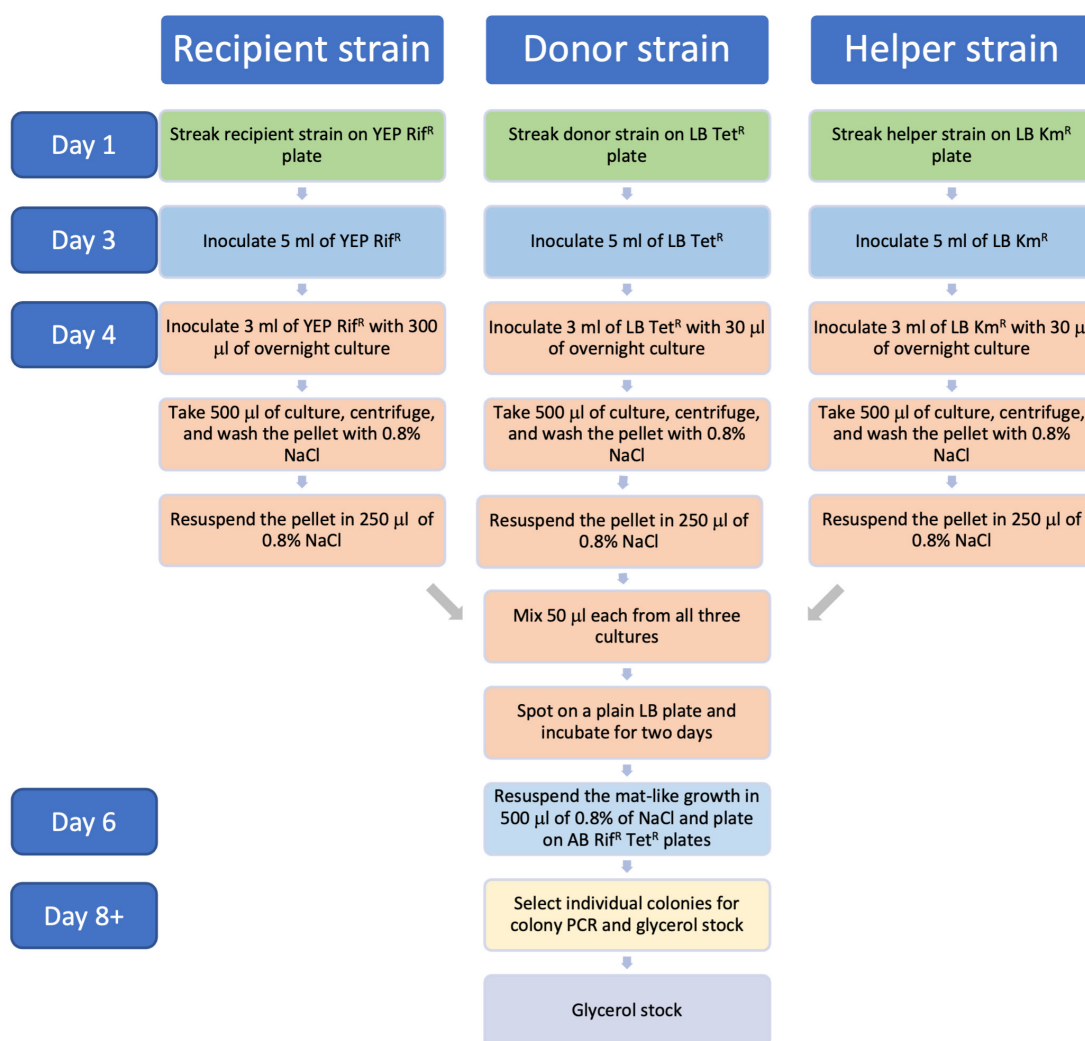 Recipient strain
Donor strain
Helper strain
Day 1
Streak recipient strain on YEP Rifᴿ
plate
Streak donor strain on LB Tetᴿ
plate
Streak helper strain on LB Kmᴿ
plate
Day 3
Inoculate 5 ml of YEP Rifᴿ
Inoculate 5 ml of LB Tetᴿ
Inoculate 5 ml of LB Kmᴿ
Day 4
Inoculate 3 ml of YEP Rifᴿ with 300
µl of overnight culture
Inoculate 3 ml of LB Tetᴿ with 30 µl
of overnight culture
Inoculate 3 ml of LB Kmᴿ with 30 µl
of overnight culture
Take 500 µl of culture, centrifuge,
and wash the pellet with 0.8%
NaCl
Take 500 µl of culture, centrifuge,
and wash the pellet with 0.8%
NaCl
Take 500 µl of culture, centrifuge,
and wash the pellet with 0.8%
NaCl
Resuspend the pellet in 250 µl of
0.8% NaCl
Resuspend the pellet in 250 µl of
0.8% NaCl
Resuspend the pellet in 250 µl of
0.8% NaCl
Mix 50 µl each from all three
cultures
Spot on a plain LB plate and
incubate for two days
Day 6
Resuspend the mat-like growth in
500 µl of 0.8% of NaCl and plate
on AB Rifᴿ Tetᴿ plates
Day 8+
Select individual colonies for
colony PCR and glycerol stock
Glycerol stock